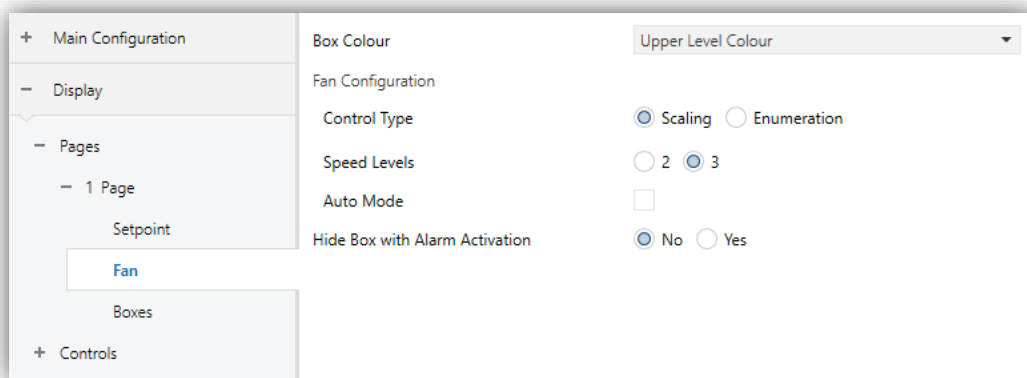 + Main Configuration
− Display
− Pages
− 1 Page
Setpoint
Fan
Boxes
+ Controls
Box Colour Upper Level Colour
Fan Configuration
Control Type Scaling Enumeration
Speed Levels 2 3
Auto Mode
Hide Box with Alarm Activation No Yes